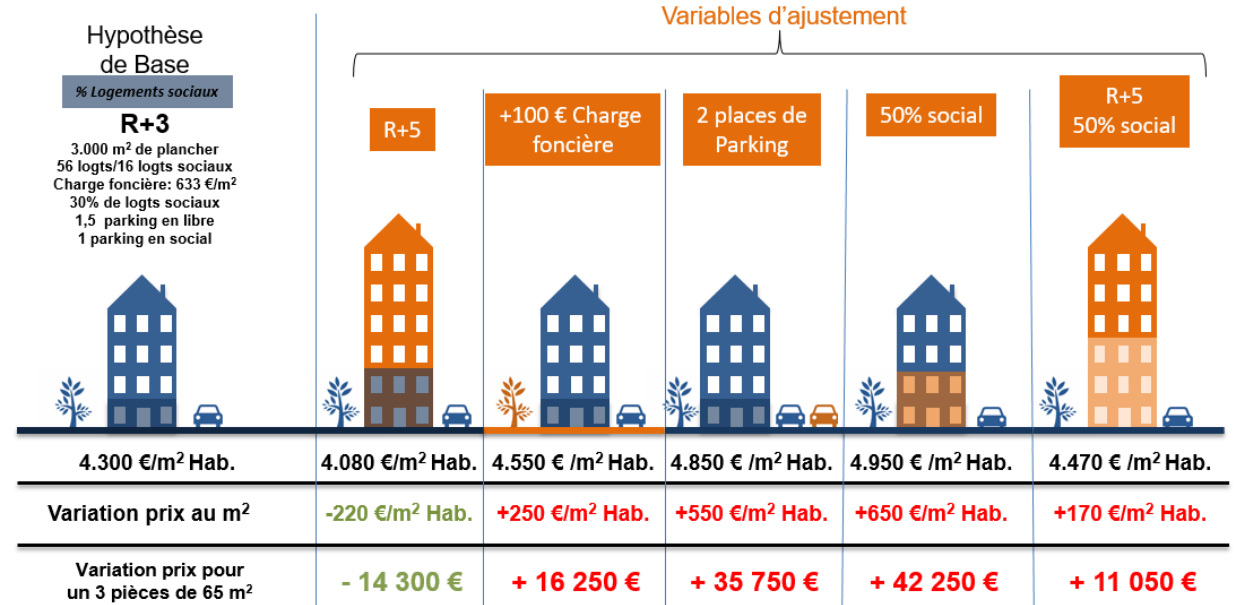 Variables d'ajustement
Hypothèse
de Base
% Logements sociaux
R+3
3.000 m² de plancher
56 logts/16 logts sociaux
Charge foncière: 633 €/m²
30% de logts sociaux
1,5 parking en libre
1 parking en social
R+5
+100 € Charge
foncière
2 places de
Parking
50% social
R+5
50% social
4.300 €/m² Hab.
4.080 €/m² Hab.
4.550 € /m² Hab.
4.850 € /m² Hab.
4.950 € /m² Hab.
4.470 € /m² Hab.
Variation prix au m²
-220 €/m² Hab.
+250 €/m² Hab.
+550 €/m² Hab.
+650 €/m² Hab.
+170 €/m² Hab.
Variation prix pour
un 3 pièces de 65 m²
- 14 300 €
+ 16 250 €
+ 35 750 €
+ 42 250 €
+ 11 050 €